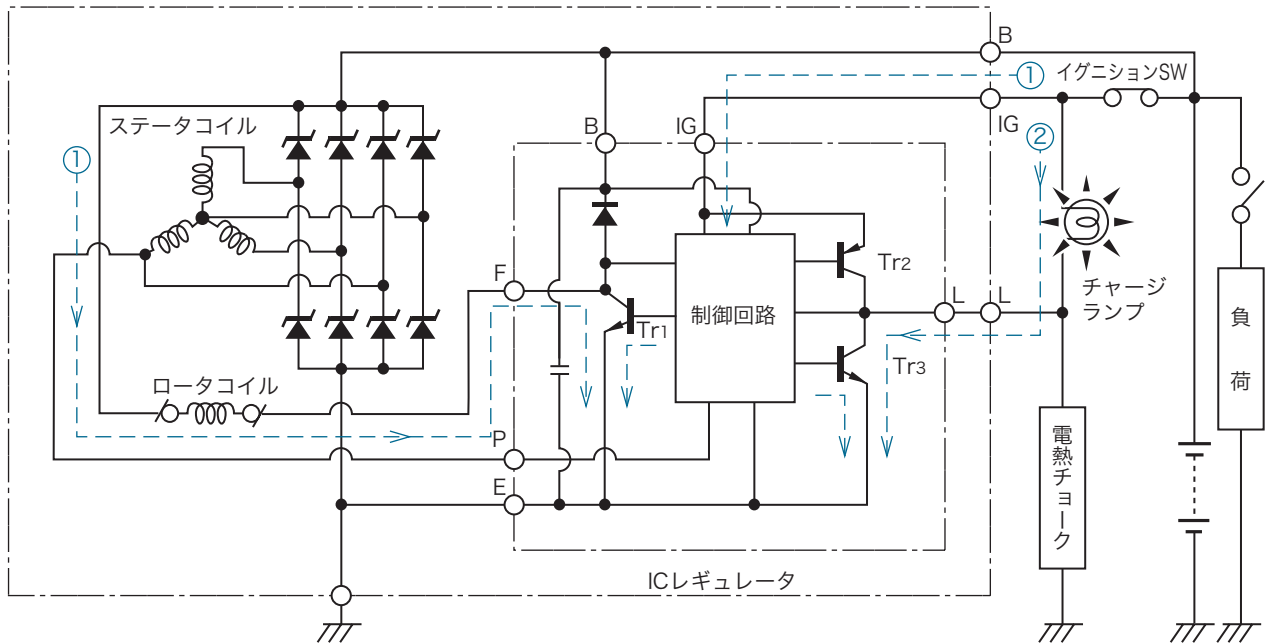 B
イグニションSW
①
IG
ステータコイル
B
IG
②
①
Tr2
F
チャージ
ランプ
L
L
制御回路
Tr1
負荷
Tr3
ロータコイル
P
電熱チョーク
E
ICレギュレータ